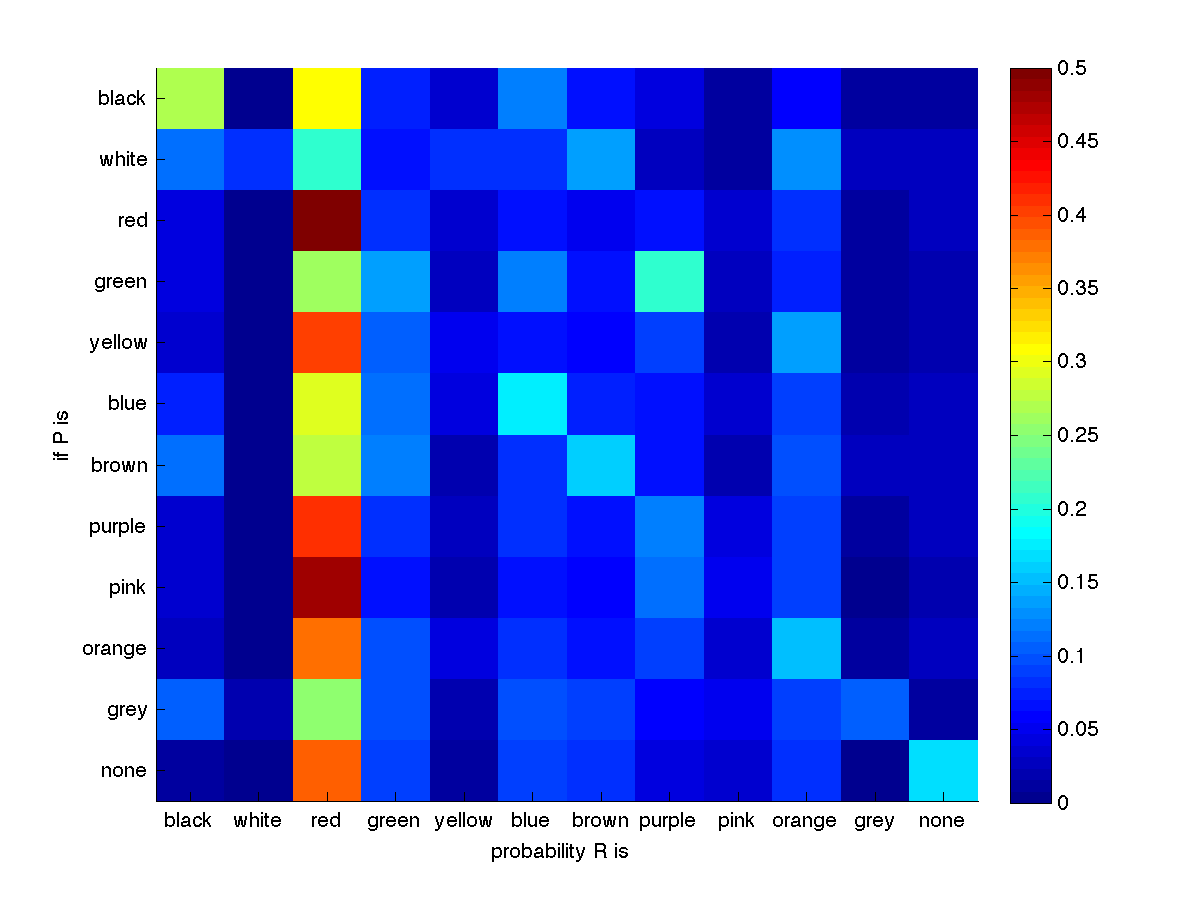 black
white
red
green
yellow
blue
brown
purple
pink
orange
grey
none
if P is
black white red green yellow blue brown purple pink orange grey none
probability R is
0.5
0.45
0.4
0.35
0.3
0.25
0.2
0.15
0.1
0.05
0